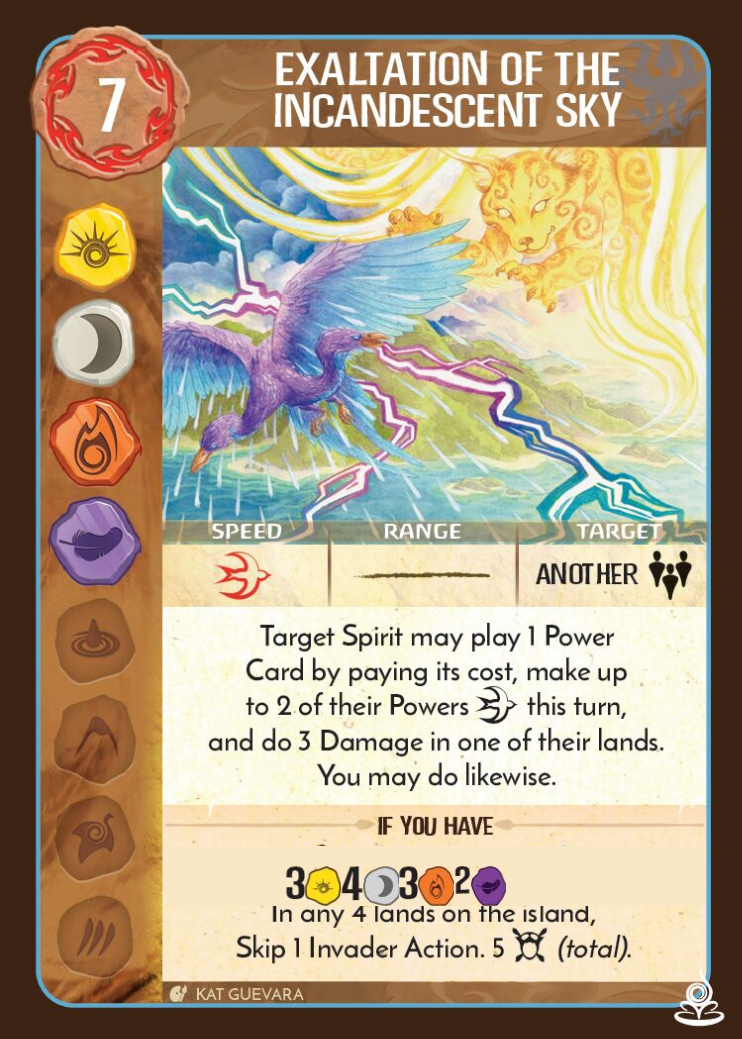 7
EXALTATION OF THE
INCANDESCENT SKY
SPEED RANGE TARGET
ANOTHER
Target Spirit may play 1 Power
Card by paying its cost, make up
to 2 of their Powers this turn,
and do 3 Damage in one of their lands.
You may do likewise.
IF YOU HAVE
3 4 3 2
In any 4 lands on the island,
Skip 1 Invader Action. 5 (total).
KAT GUEVARA